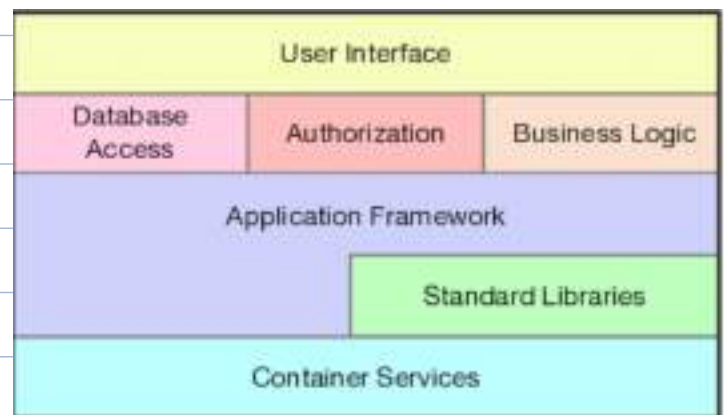 User Interface
Database
Access
Authorization
Business Logic
Application Framework
Standard Libraries
Container Services